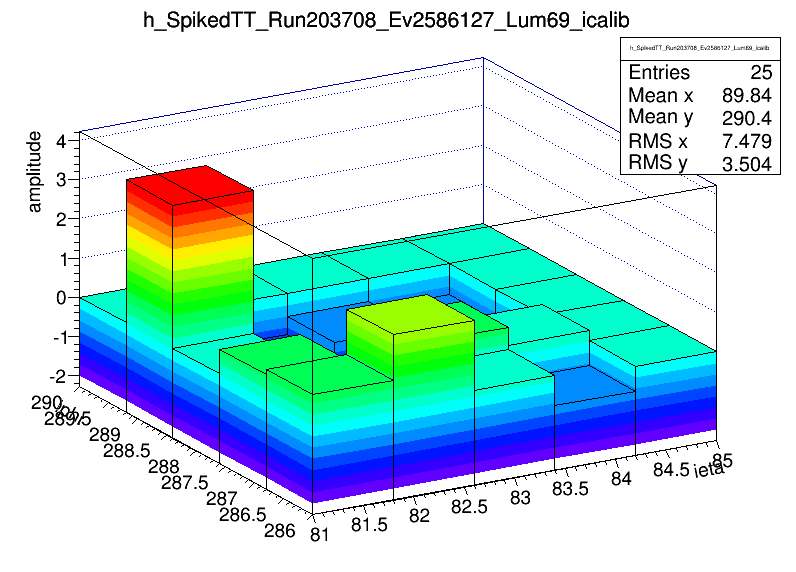 h_SpikedTT_Run203708_Ev2586127_Lum69_icalib
h_SpikedTT_Run203708_Ev2586127_Lum69_icalib
Entries 25
Mean x 89.84
Mean y 290.4
RMS x 7.479
RMS y 3.504
amplitude
4
3
2
1
0
-1
-2
290
289.5
289
288.5
288
287.5
287
286.5
286
81
81.5
82
82.5
83
83.5
84
84.5
85
ieta